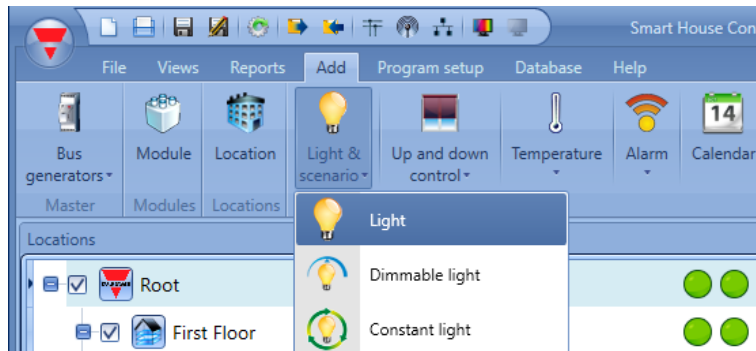 Smart House Con
File Views Reports Add Program setup Database Help
14
Bus generators
Module
Location
Light & scenario
Up and down control
Temperature
Alarm
Calendar
Master
Modules
Locations
Locations
Light
Dimmable light
Constant light
Root
First Floor